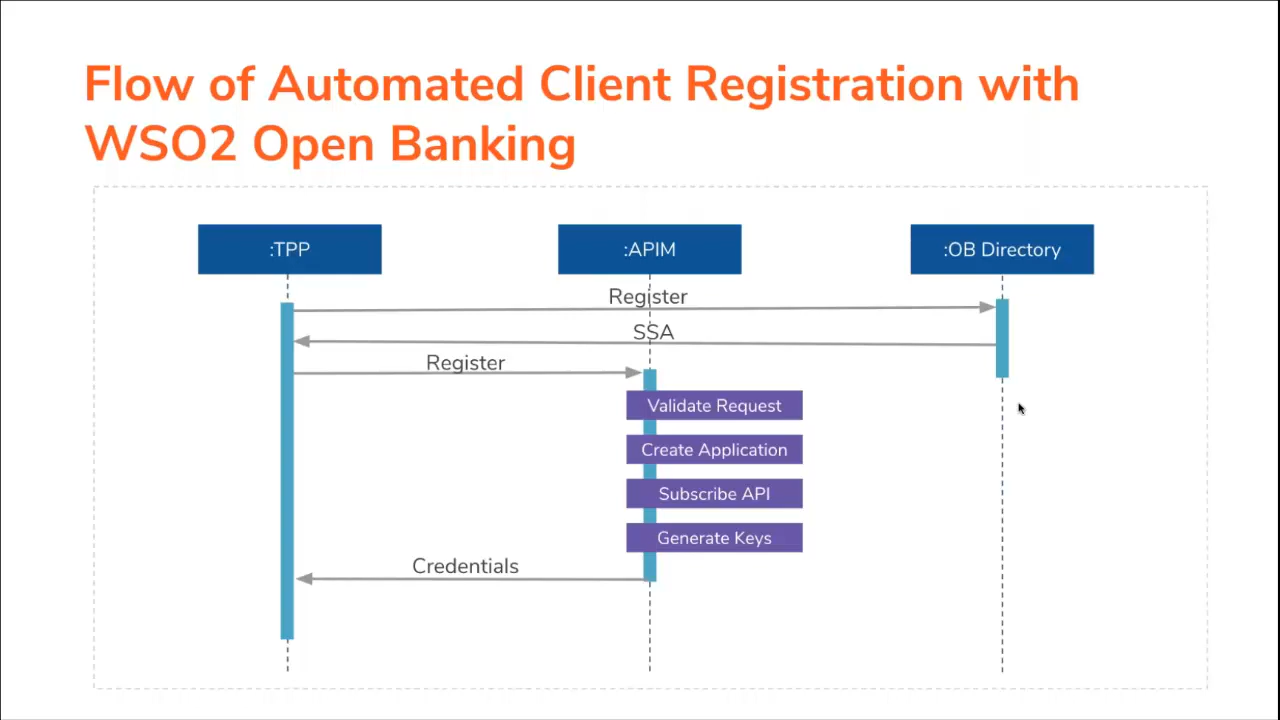 Flow of Automated Client Registration with
WSO2 Open Banking
:TPP
:APIM
:OB Directory
Register
SSA
Register
Validate Request
Create Application
Subscribe API
Generate Keys
Credentials